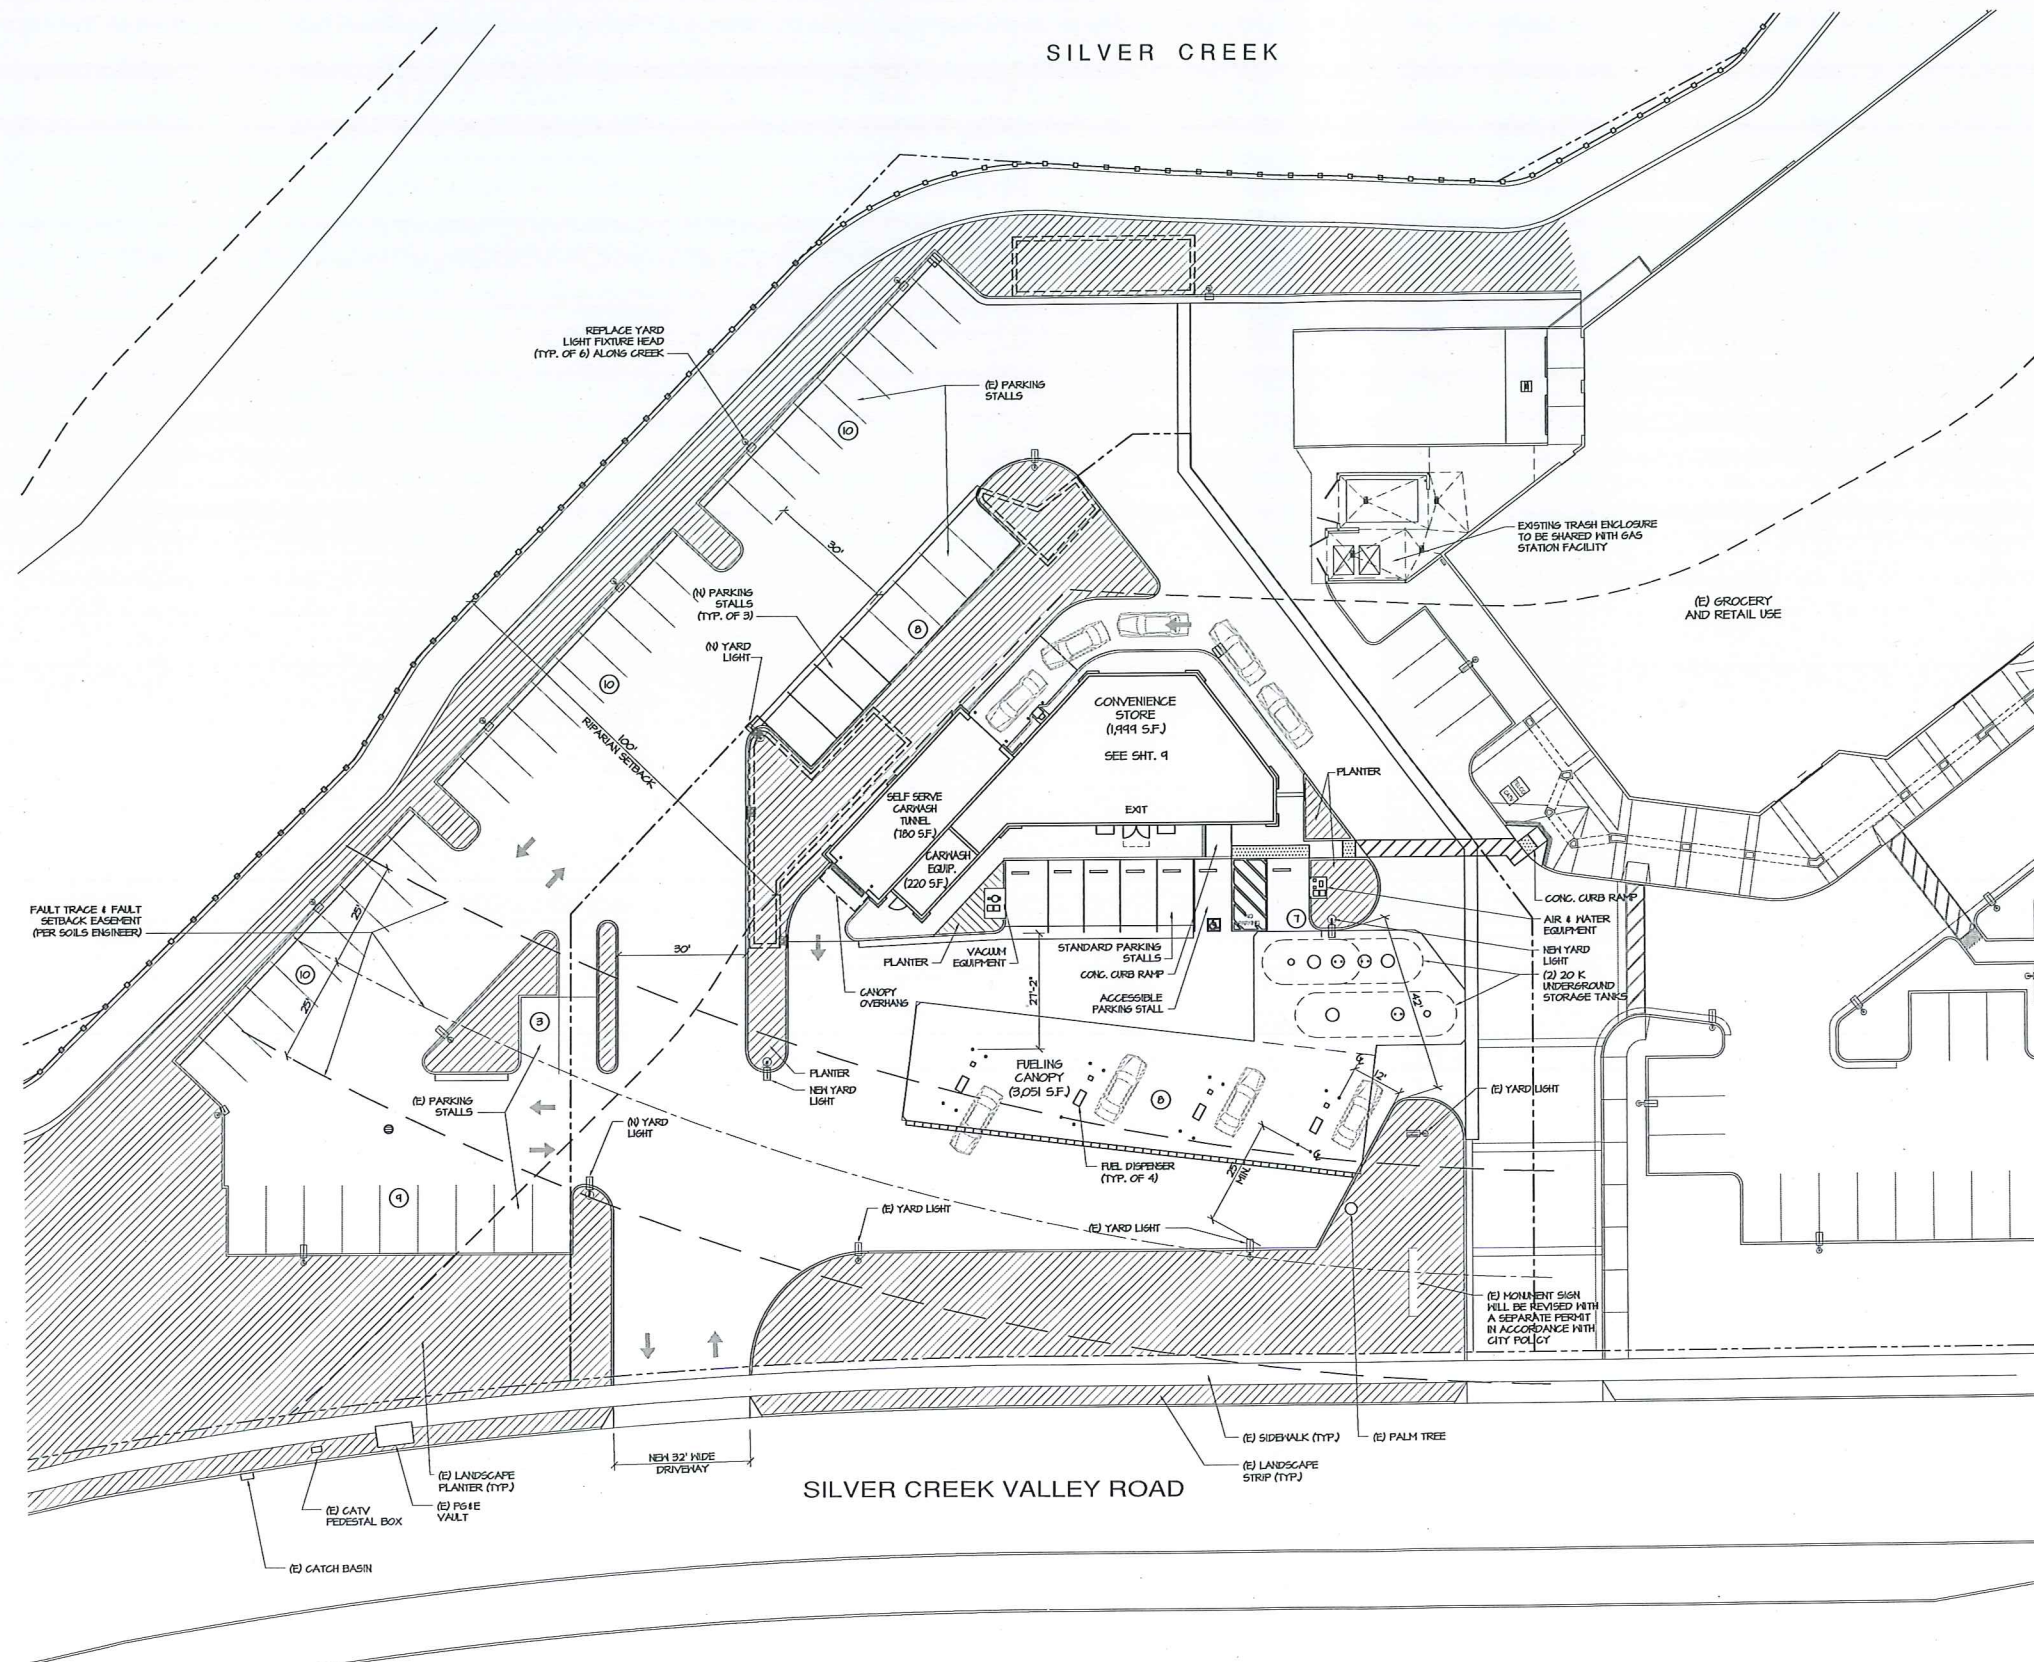 SILVER CREEK
REPLACE YARD
LIGHT FIXTURE HEAD
(TYP. OF 6) ALONG CREEK
(E) PARKING
STALLS
10
EXISTING TRASH ENCLOSURE
TO BE SHARED WITH GAS
STATION FACILITY
30'
(N) PARKING
STALLS
(TYP. OF 3)
8
(E) GROCERY
AND RETAIL USE
(N) YARD
LIGHT
10
100'
RIPARIAN SETBACK
CONVENIENCE
STORE
(1,999 S.F.)
SEE SHT. 9
EXIT
PLANTER
SELF SERVE
CARWASH
TUNNEL
(780 S.F.)
CARWASH
EQUIP.
(220 S.F.)
FAULT TRACE & FAULT
SETBACK EASEMENT
(PER SOILS ENGINEER)
25'
25'
10
30'
CONC. CURB RAMP
AIR & WATER
EQUIPMENT
NEW YARD
LIGHT
(2) 20 K
UNDERGROUND
STORAGE TANKS
7
NO
PARKING
PLANTER
VACUUM
EQUIPMENT
STANDARD PARKING
STALLS
CONC. CURB RAMP
ACCESSIBLE
PARKING STALL
CANOPY
OVERHANG
27'-2"
42'
3
FUELING
CANOPY
(3,051 S.F.)
8
12'
PLANTER
NEW YARD
LIGHT
(E) PARKING
STALLS
(N) YARD
LIGHT
(E) YARD LIGHT
FUEL DISPENSER
(TYP. OF 4)
25'
MIN.
9
(E) YARD LIGHT
(E) YARD LIGHT
(E) MONUMENT SIGN
WILL BE REVISED WITH
A SEPARATE PERMIT
IN ACCORDANCE WITH
CITY POLICY
(E) SIDEWALK (TYP.)
(E) PALM TREE
(E) LANDSCAPE
STRIP (TYP.)
NEW 32' WIDE
DRIVEWAY
SILVER CREEK VALLEY ROAD
(E) LANDSCAPE
PLANTER (TYP.)
(E) PG&E
VAULT
(E) CATV
PEDESTAL BOX
(E) CATCH BASIN